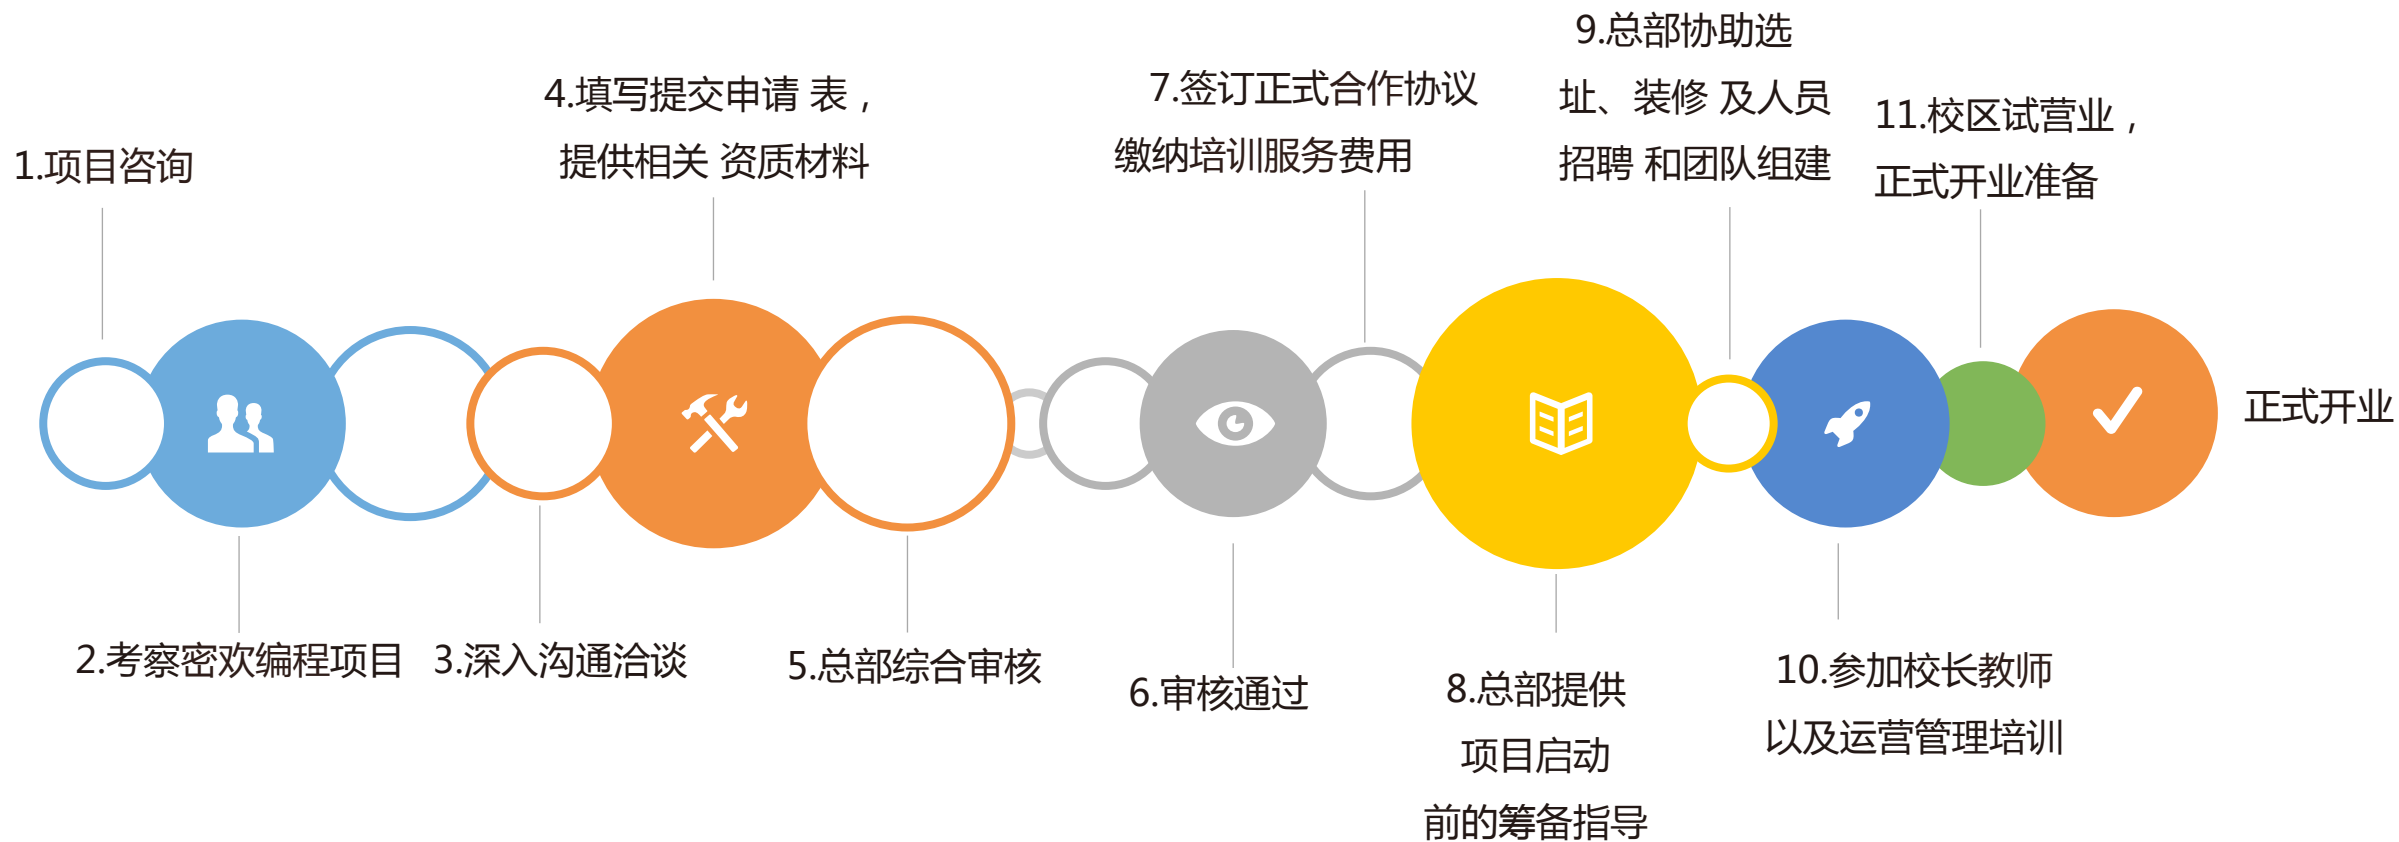 1.项目咨询
2.考察密欢编程项目
3.深入沟通洽谈
4.填写提交申请 表，
提供相关 资质材料
5.总部综合审核
6.审核通过
7.签订正式合作协议
缴纳培训服务费用
8.总部提供
项目启动
前的筹备指导
9.总部协助选
址、装修 及人员
招聘 和团队组建
10.参加校长教师
以及运营管理培训
11.校区试营业，
正式开业准备
正式开业